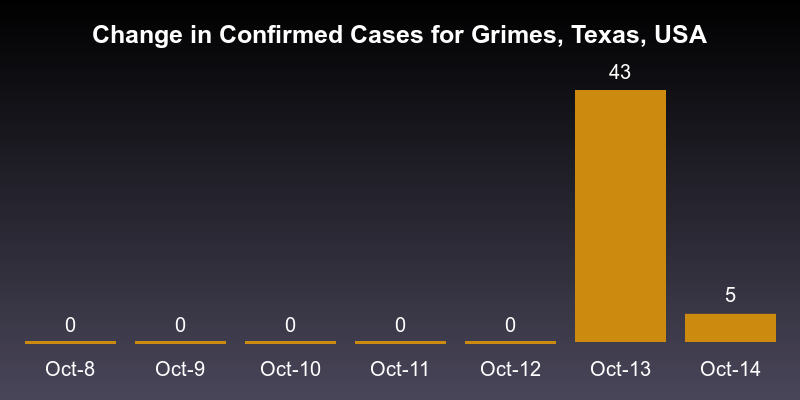 Change in Confirmed Cases for Grimes, Texas, USA
43
5
0 0 0 0 0
Oct-8 Oct-9 Oct-10 Oct-11 Oct-12 Oct-13 Oct-14